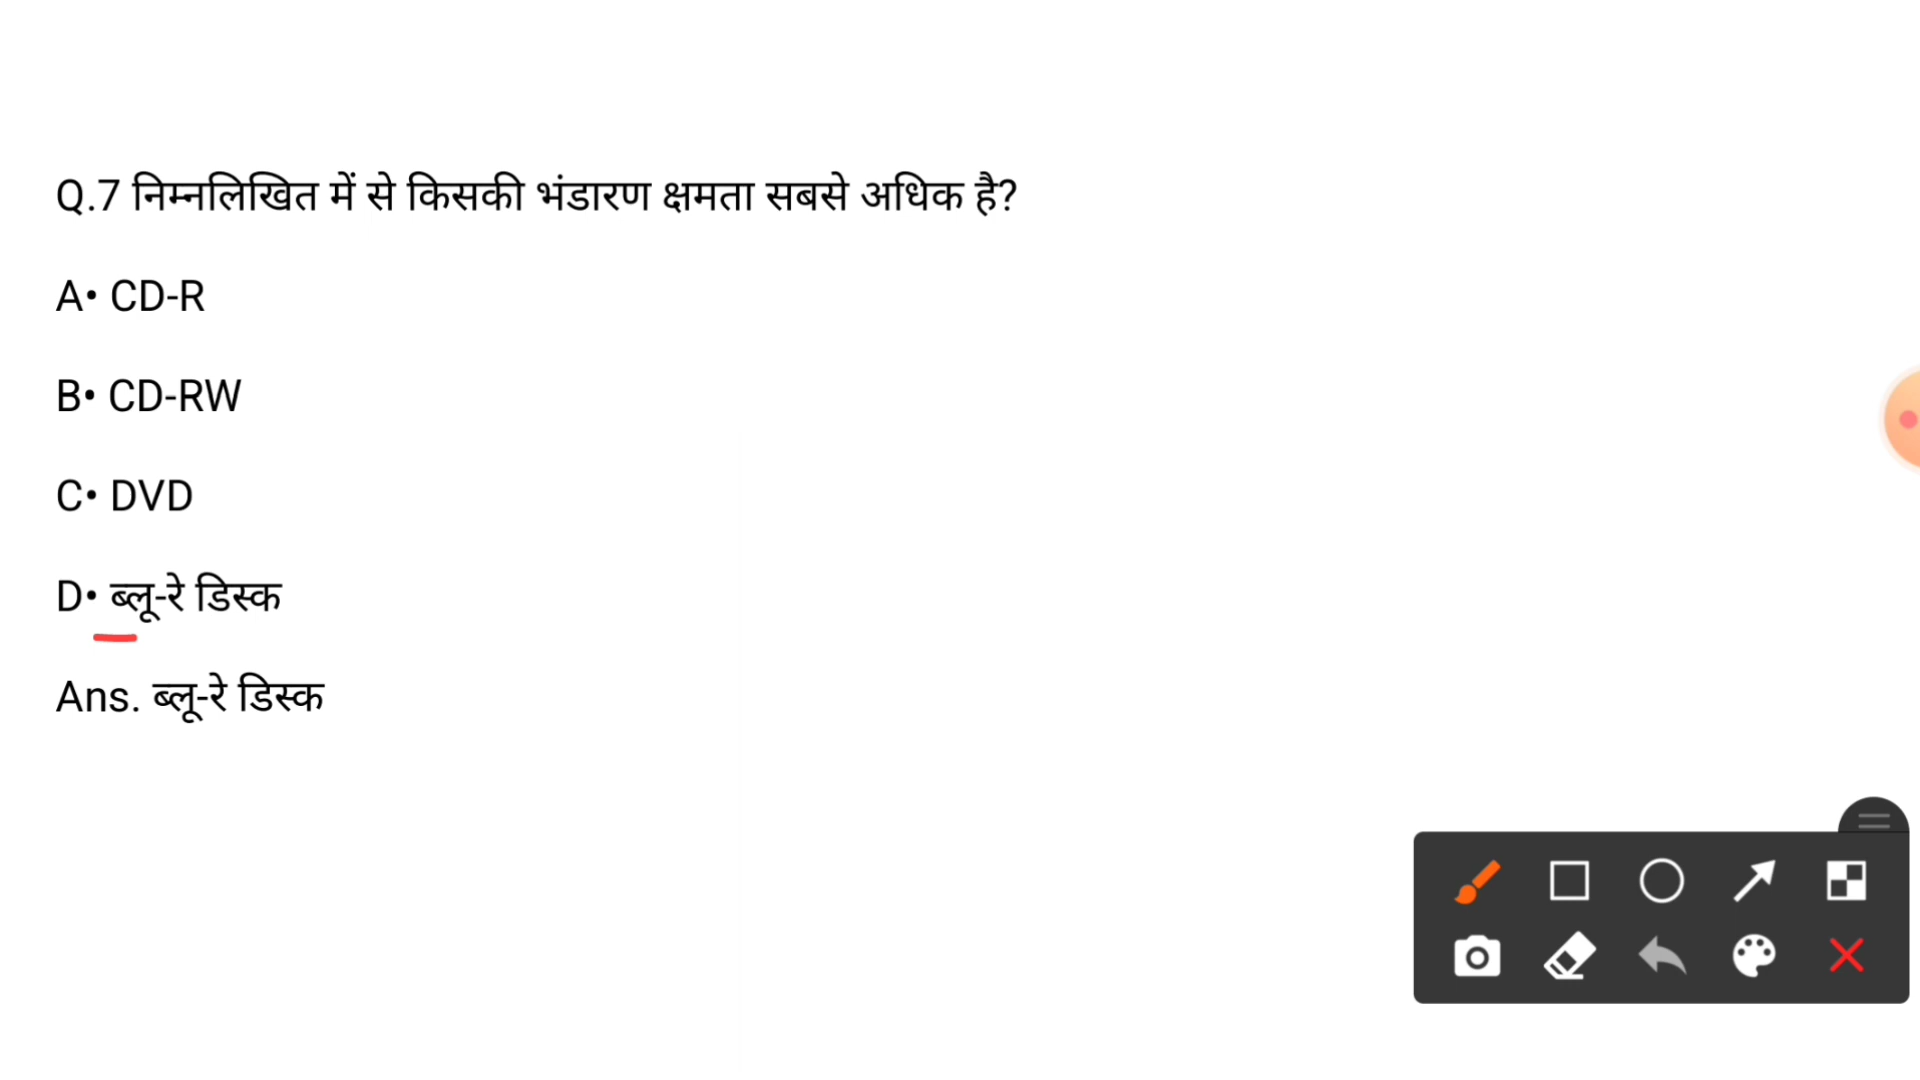 Q.7 निम्नलिखित में से किसकी भंडारण क्षमता सबसे अधिक है?
A• CD-R
B• CD-RW
C• DVD
D• ब्लू-रे डिस्क
Ans. ब्लू-रे डिस्क